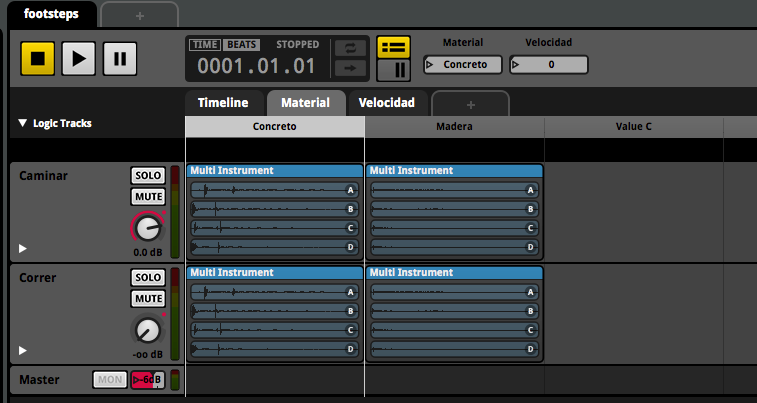 footsteps +
TIME BEATS STOPPED
0001.01.01
Material Velocidad
Concreto 0
Timeline Material Velocidad +
Logic Tracks
Concreto Madera Value C
Caminar SOLO Multi Instrument Multi Instrument
A A
MUTE B B
C C
0.0 dB D D
Correr SOLO Multi Instrument Multi Instrument
A A
MUTE B B
C C
-oo dB D D
Master MON -6dB